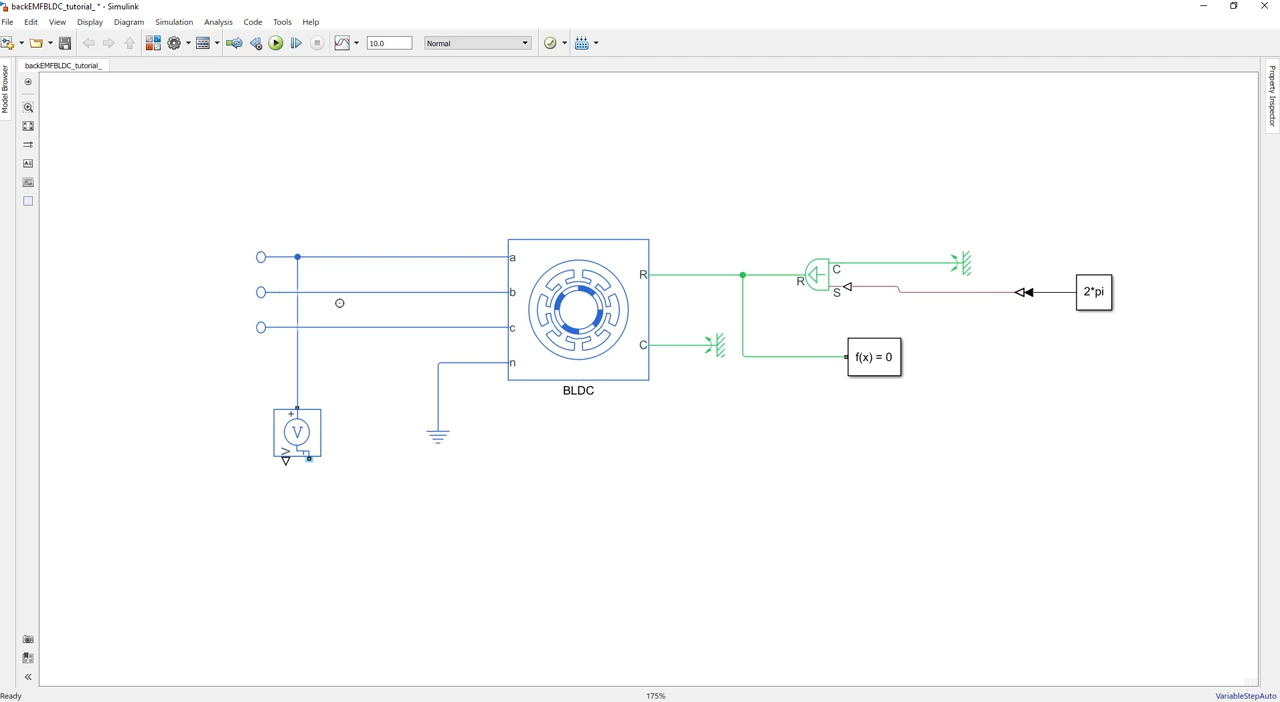 backEMFBLDC_tutorial_ * - Simulink
File Edit View Display Diagram Simulation Analysis Code Tools Help
10.0 Normal
backEMFBLDC_tutorial_
Model Browser
Property Inspector
a
b
c
n
R
C
BLDC
R
C
S
2*pi
f(x) = 0
+
V
V
-
Ready
175%
VariableStepAuto